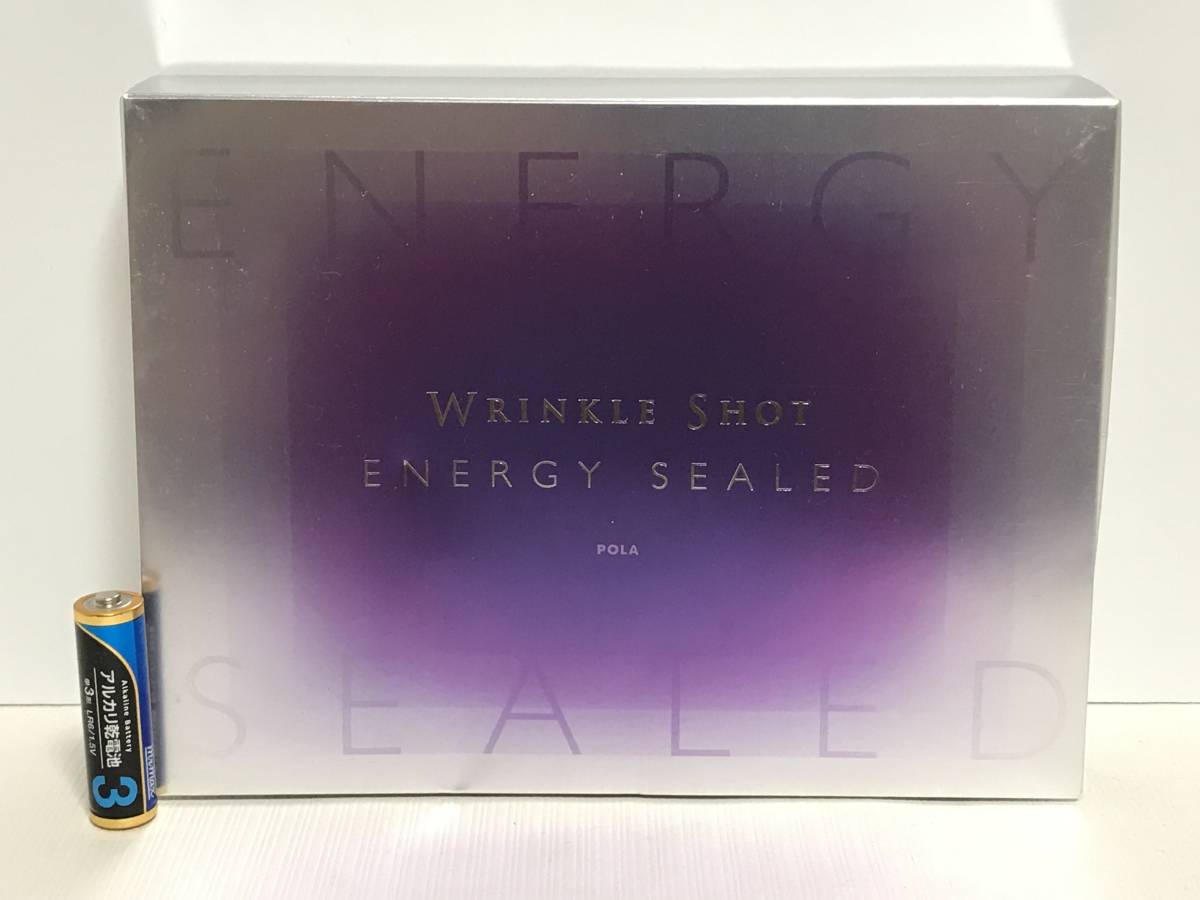 ENERGY
WRINKLE SHOT
ENERGY SEALED
POLA
SEALED
Alkaline Battery
アルカリ乾電池
単3形 LR6/1.5V
3